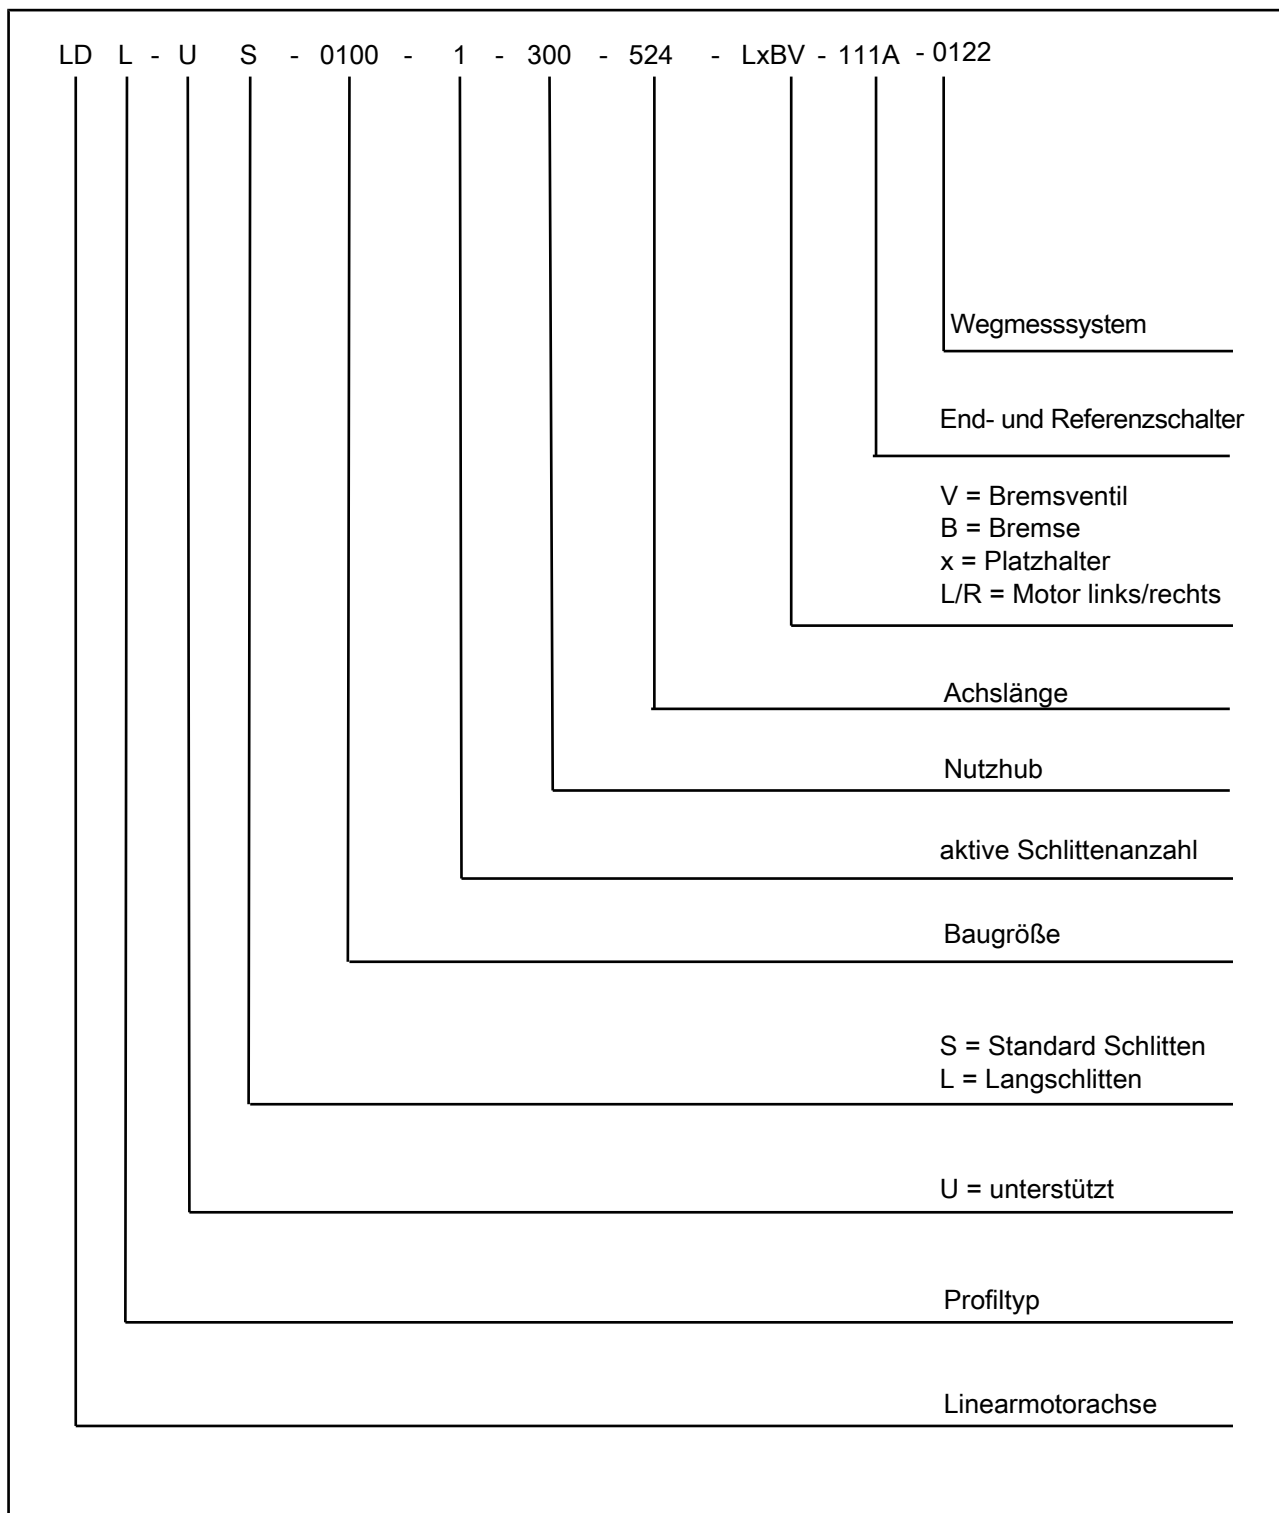 LD L - U S - 0100 - 1 - 300 - 524 - LxBV - 111A - 0122
Wegmesssystem
End- und Referenzschalter
V = Bremsventil
B = Bremse
x = Platzhalter
L/R = Motor links/rechts
Achslänge
Nutzhub
aktive Schlittenanzahl
Baugröße
S = Standard Schlitten
L = Langschlitten
U = unterstützt
Profiltyp
Linearmotorachse